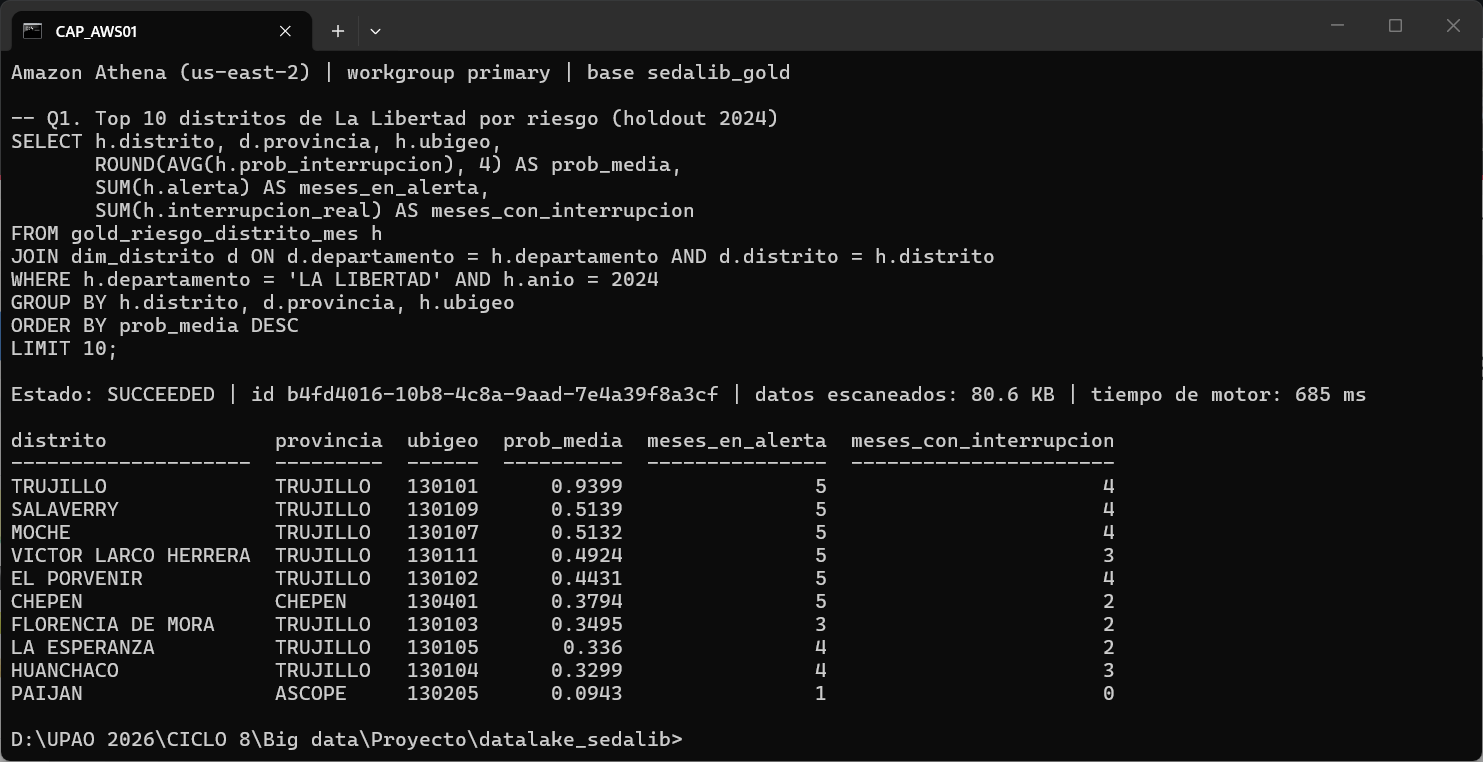 CAP_AWS01
Amazon Athena (us-east-2) | workgroup primary | base sedalib_gold
-- Q1. Top 10 distritos de La Libertad por riesgo (holdout 2024)
SELECT h.distrito, d.provincia, h.ubigeo,
       ROUND(AVG(h.prob_interrupcion), 4) AS prob_media,
       SUM(h.alerta) AS meses_en_alerta,
       SUM(h.interrupcion_real) AS meses_con_interrupcion
FROM gold_riesgo_distrito_mes h
JOIN dim_distrito d ON d.departamento = h.departamento AND d.distrito = h.distrito
WHERE h.departamento = 'LA LIBERTAD' AND h.anio = 2024
GROUP BY h.distrito, d.provincia, h.ubigeo
ORDER BY prob_media DESC
LIMIT 10;
Estado: SUCCEEDED | id b4fd4016-10b8-4c8a-9aad-7e4a39f8a3cf | datos escaneados: 80.6 KB | tiempo de motor: 685 ms
distrito              provincia  ubigeo  prob_media  meses_en_alerta  meses_con_interrupcion
--------------------  ---------  ------  ----------  ---------------  ----------------------
TRUJILLO              TRUJILLO   130101      0.9399                5                       4
SALAVERRY             TRUJILLO   130109      0.5139                5                       4
MOCHE                 TRUJILLO   130107      0.5132                5                       4
VICTOR LARCO HERRERA  TRUJILLO   130111      0.4924                5                       3
EL PORVENIR           TRUJILLO   130102      0.4431                5                       4
CHEPEN                CHEPEN     130401      0.3794                5                       2
FLORENCIA DE MORA     TRUJILLO   130103      0.3495                3                       2
LA ESPERANZA          TRUJILLO   130105       0.336                4                       2
HUANCHACO             TRUJILLO   130104      0.3299                4                       3
PAIJAN                ASCOPE     130205      0.0943                1                       0
D:\UPAO 2026\CICLO 8\Big data\Proyecto\datalake_sedalib>